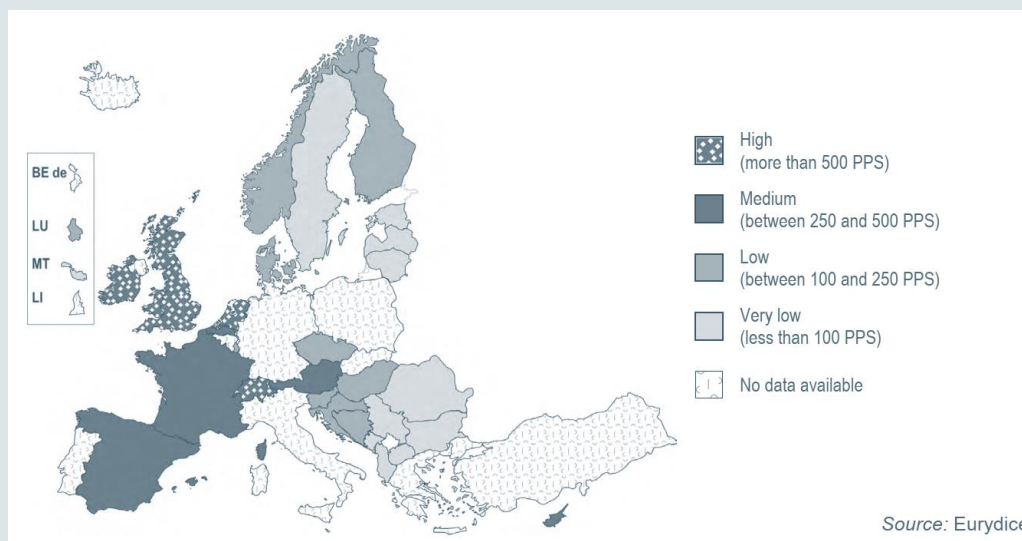 BE de
LU
MT
LI
High
(more than 500 PPS)
Medium
(between 250 and 500 PPS)
Low
(between 100 and 250 PPS)
Very low
(less than 100 PPS)
No data available
Source: Eurydice